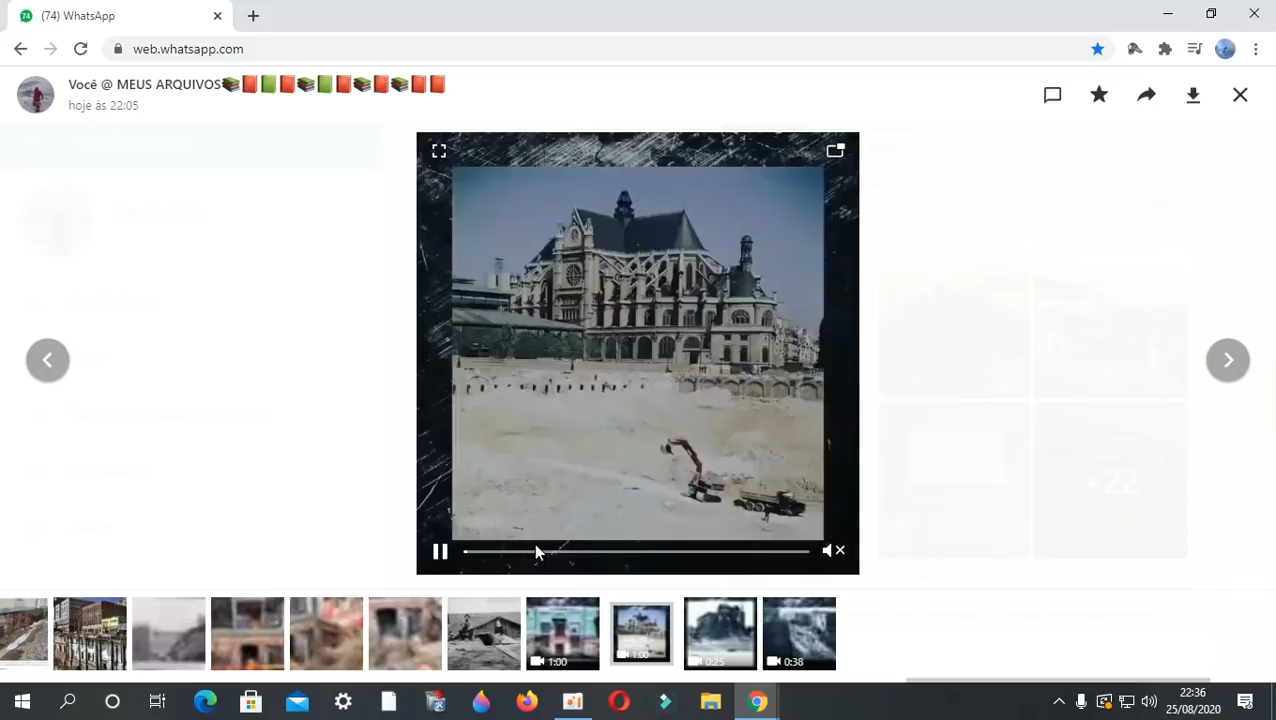 (74) WhatsApp
web.whatsapp.com
Você @ MEUS ARQUIVOS📚📕📗📕📚📗📕📚📕📚📕📕
hoje às 22:05
+22
1:00
1:00
0:25
0:38
22:36
25/08/2020